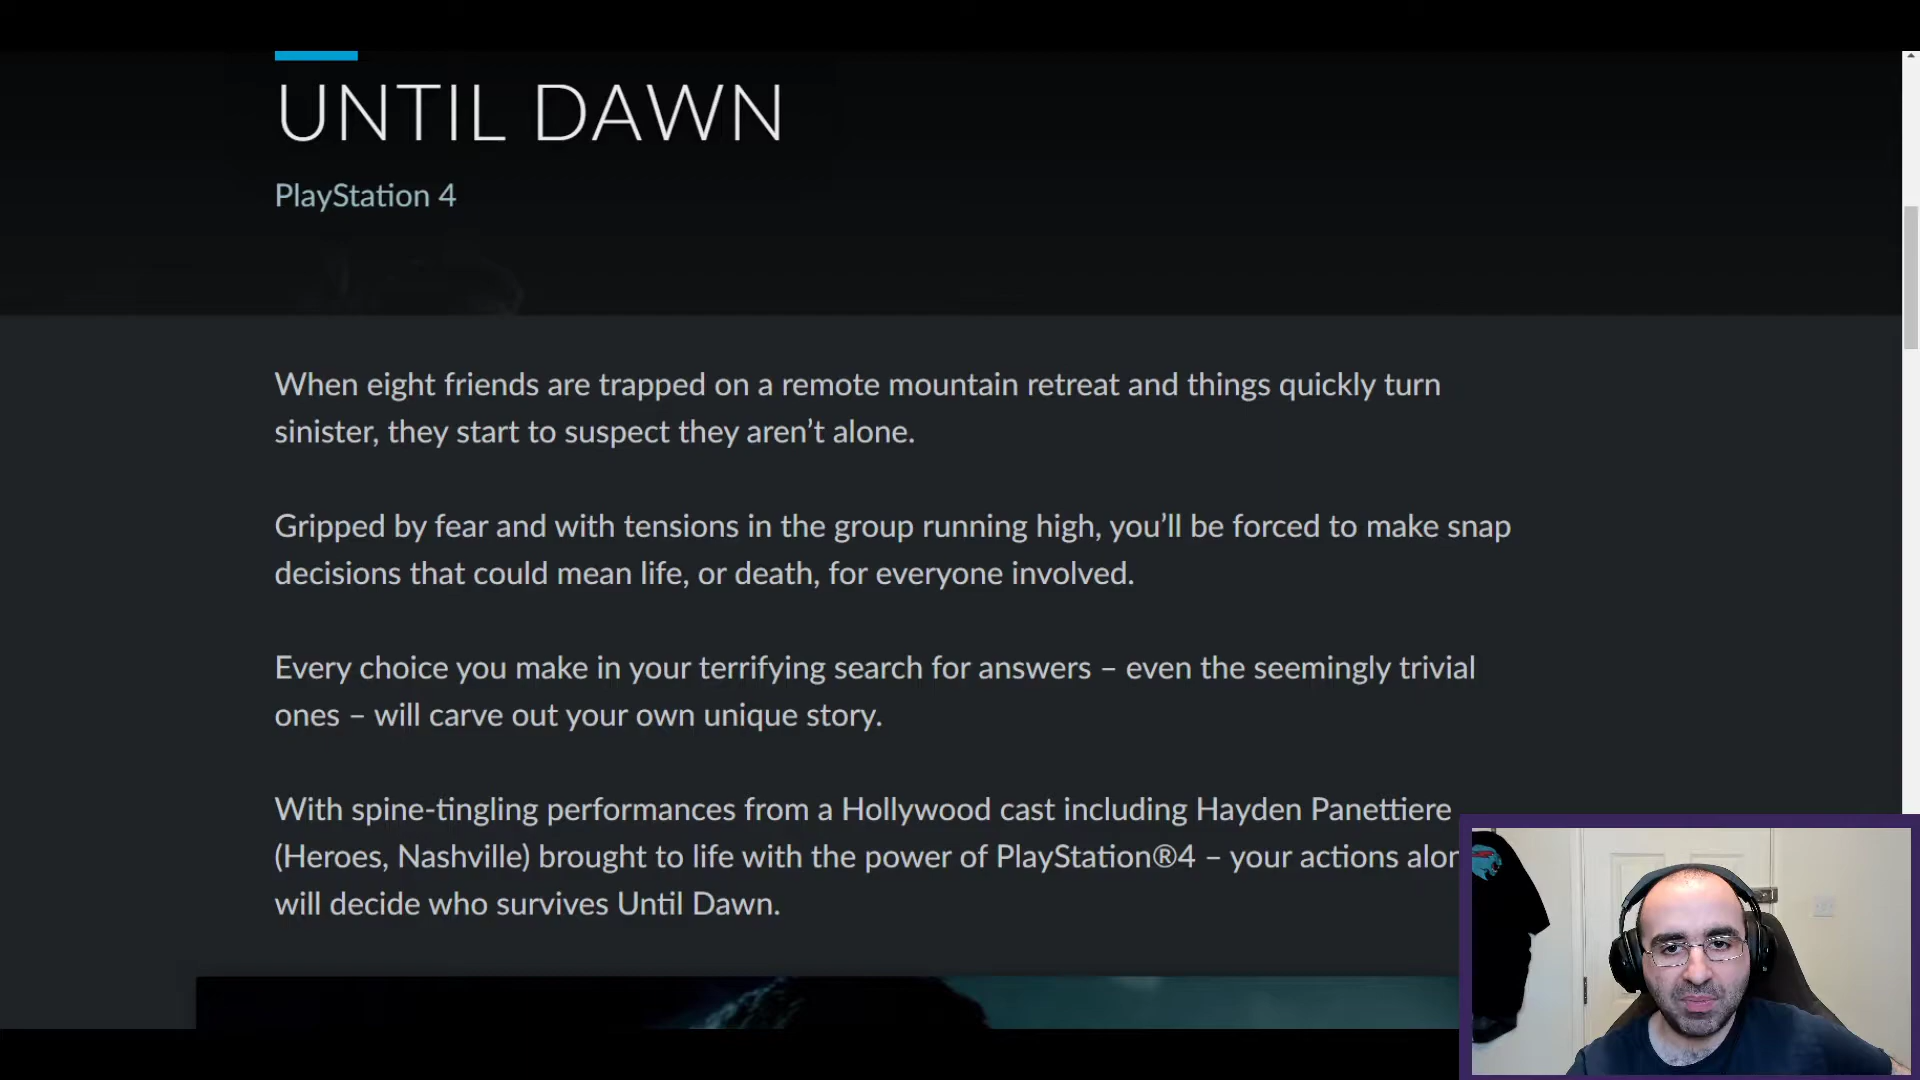 UNTIL DAWN
PlayStation 4
When eight friends are trapped on a remote mountain retreat and things quickly turn
sinister, they start to suspect they aren’t alone.
Gripped by fear and with tensions in the group running high, you’ll be forced to make snap
decisions that could mean life, or death, for everyone involved.
Every choice you make in your terrifying search for answers – even the seemingly trivial
ones – will carve out your own unique story.
With spine-tingling performances from a Hollywood cast including Hayden Panettiere
(Heroes, Nashville) brought to life with the power of PlayStation®4 – your actions
will decide who survives Until Dawn.